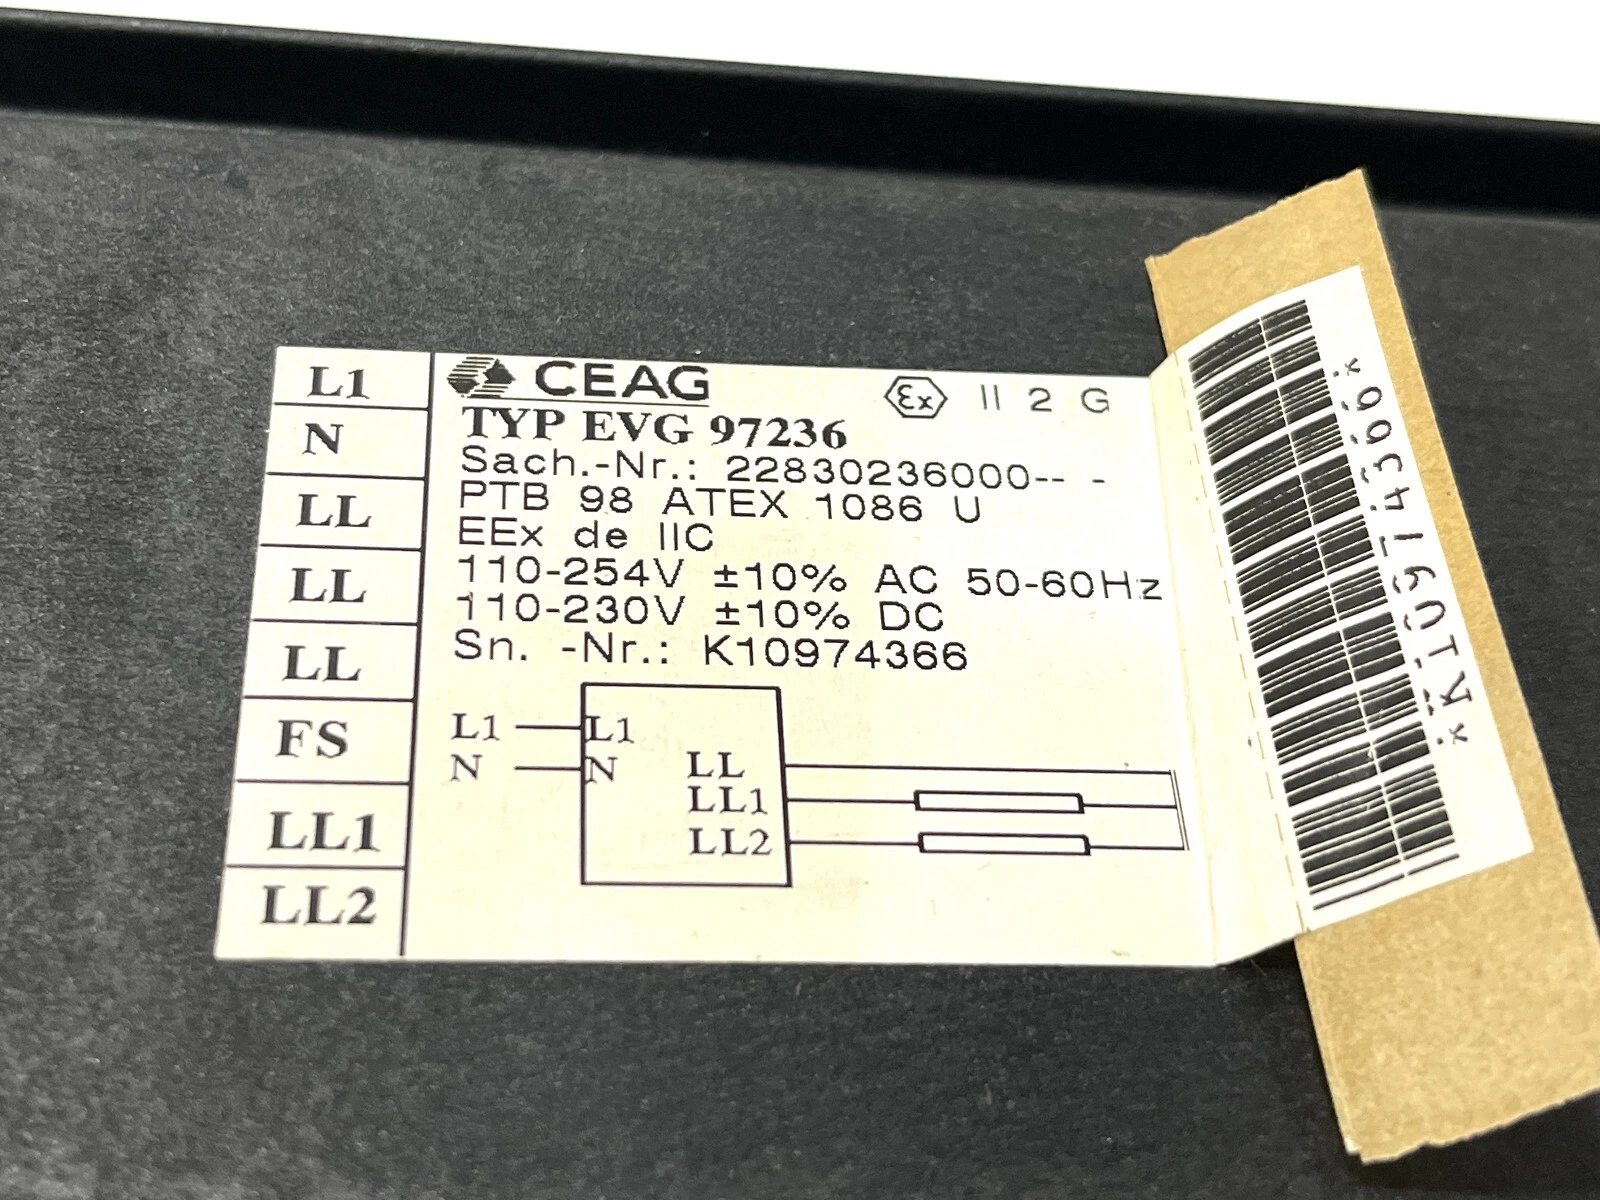 L1
N
LL
LL
LL
FS
LL1
LL2
CEAG
Ex II 2 G
TYP EVG 97236
Sach.-Nr.: 22830236000-- -
PTB 98 ATEX 1086 U
EEx de IIC
110-254V ±10% AC 50-60Hz
110-230V ±10% DC
Sn. -Nr.: K10974366
L1 L1
N N
LL
LL1
LL2
*K10974366*